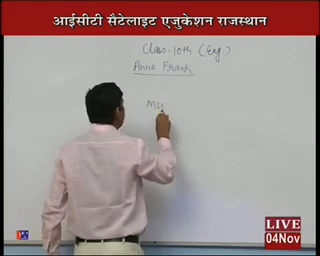 आईसीटी सैटेलाइट एजुकेशन राजस्थान
Class-10th (Eng)
Anne Frank
My
LIVE
04Nov